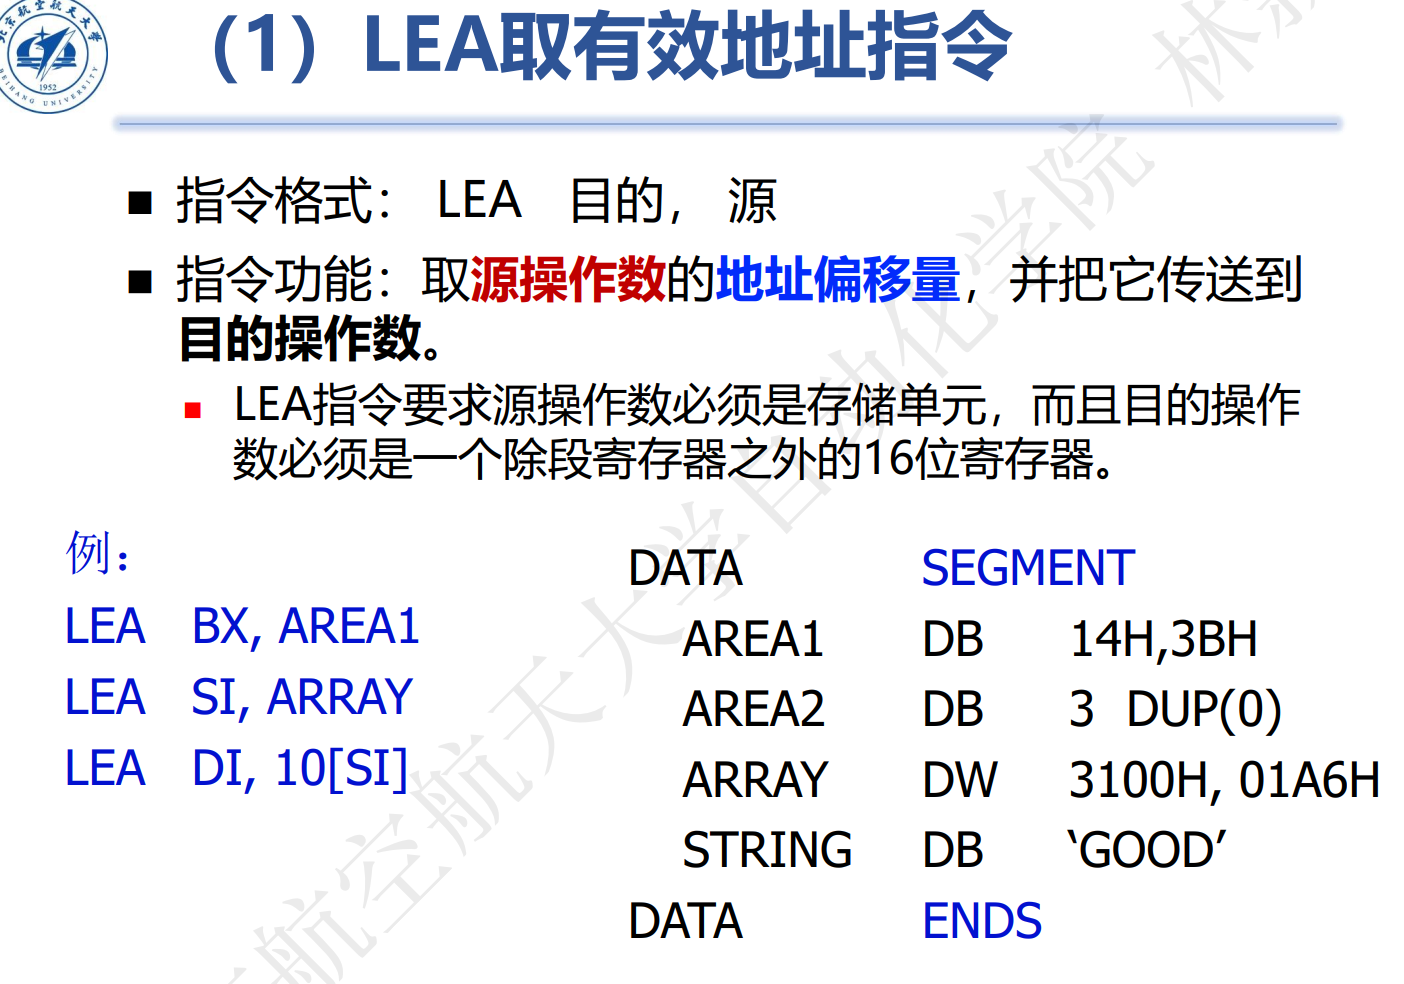 （1）LEA取有效地址指令
北京航空航天大学
BEIHANG UNIVERSITY
1952
指令格式： LEA 目的， 源
指令功能：取源操作数的地址偏移量，并把它传送到
目的操作数。
LEA指令要求源操作数必须是存储单元，而且目的操作
数必须是一个除段寄存器之外的16位寄存器。
例：
LEA BX, AREA1
LEA SI, ARRAY
LEA DI, 10[SI]
DATA SEGMENT
AREA1 DB 14H,3BH
AREA2 DB 3 DUP(0)
ARRAY DW 3100H, 01A6H
STRING DB ‘GOOD’
DATA ENDS
航空航天大学自动化学院 林